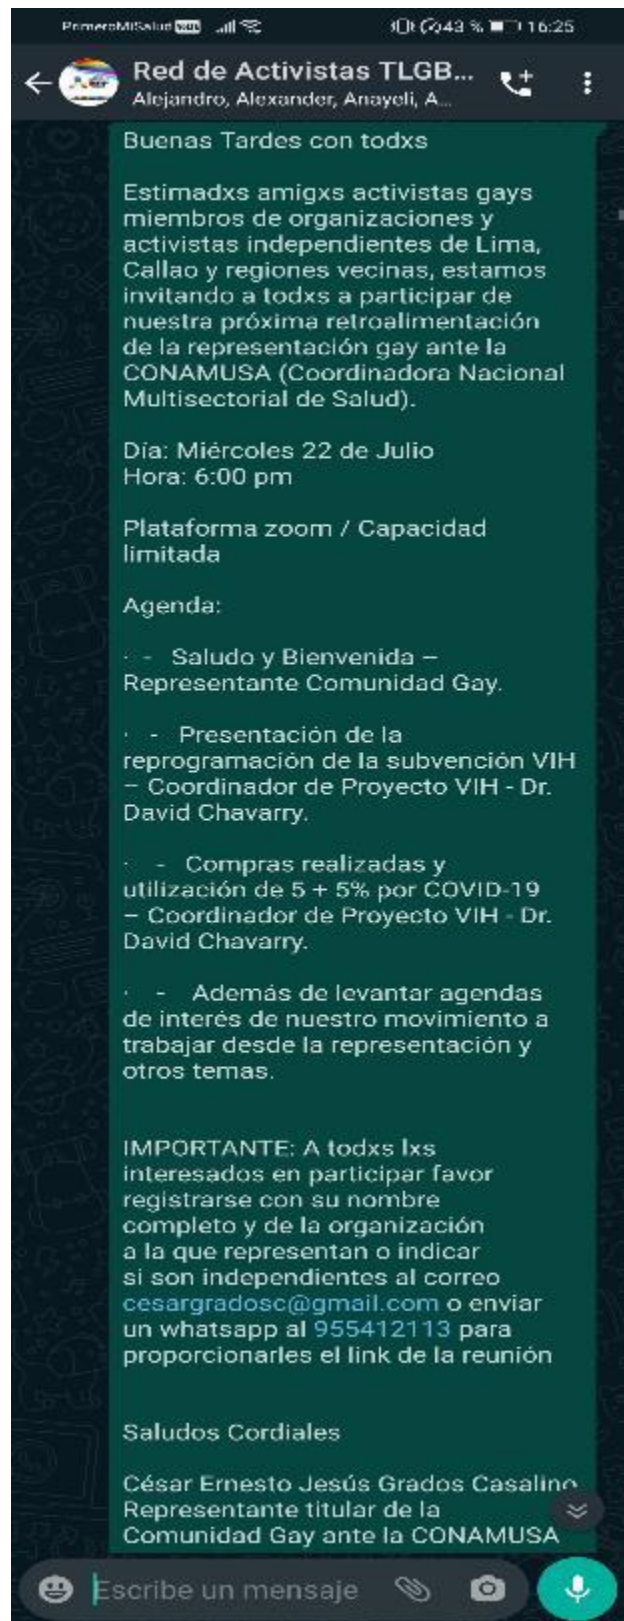 PrimeroMiSalud
43 % 16:25
Red de Activistas TLGB...
Alejandro, Alexander, Anayeli, A...
Buenas Tardes con todxs
Estimadxs amigxs activistas gays
miembros de organizaciones y
activistas independientes de Lima,
Callao y regiones vecinas, estamos
invitando a todxs a participar de
nuestra próxima retroalimentación
de la representación gay ante la
CONAMUSA (Coordinadora Nacional
Multisectorial de Salud).
Día: Miércoles 22 de Julio
Hora: 6:00 pm
Plataforma zoom / Capacidad
limitada
Agenda:
· - Saludo y Bienvenida –
Representante Comunidad Gay.
· - Presentación de la
reprogramación de la subvención VIH
– Coordinador de Proyecto VIH - Dr.
David Chavarry.
· - Compras realizadas y
utilización de 5 + 5% por COVID-19
– Coordinador de Proyecto VIH - Dr.
David Chavarry.
· - Además de levantar agendas
de interés de nuestro movimiento a
trabajar desde la representación y
otros temas.
IMPORTANTE: A todxs lxs
interesados en participar favor
registrarse con su nombre
completo y de la organización
a la que representan o indicar
si son independientes al correo
cesargradosc@gmail.com o enviar
un whatsapp al 955412113 para
proporcionarles el link de la reunión
Saludos Cordiales
César Ernesto Jesús Grados Casalino
Representante titular de la
Comunidad Gay ante la CONAMUSA
Escribe un mensaje